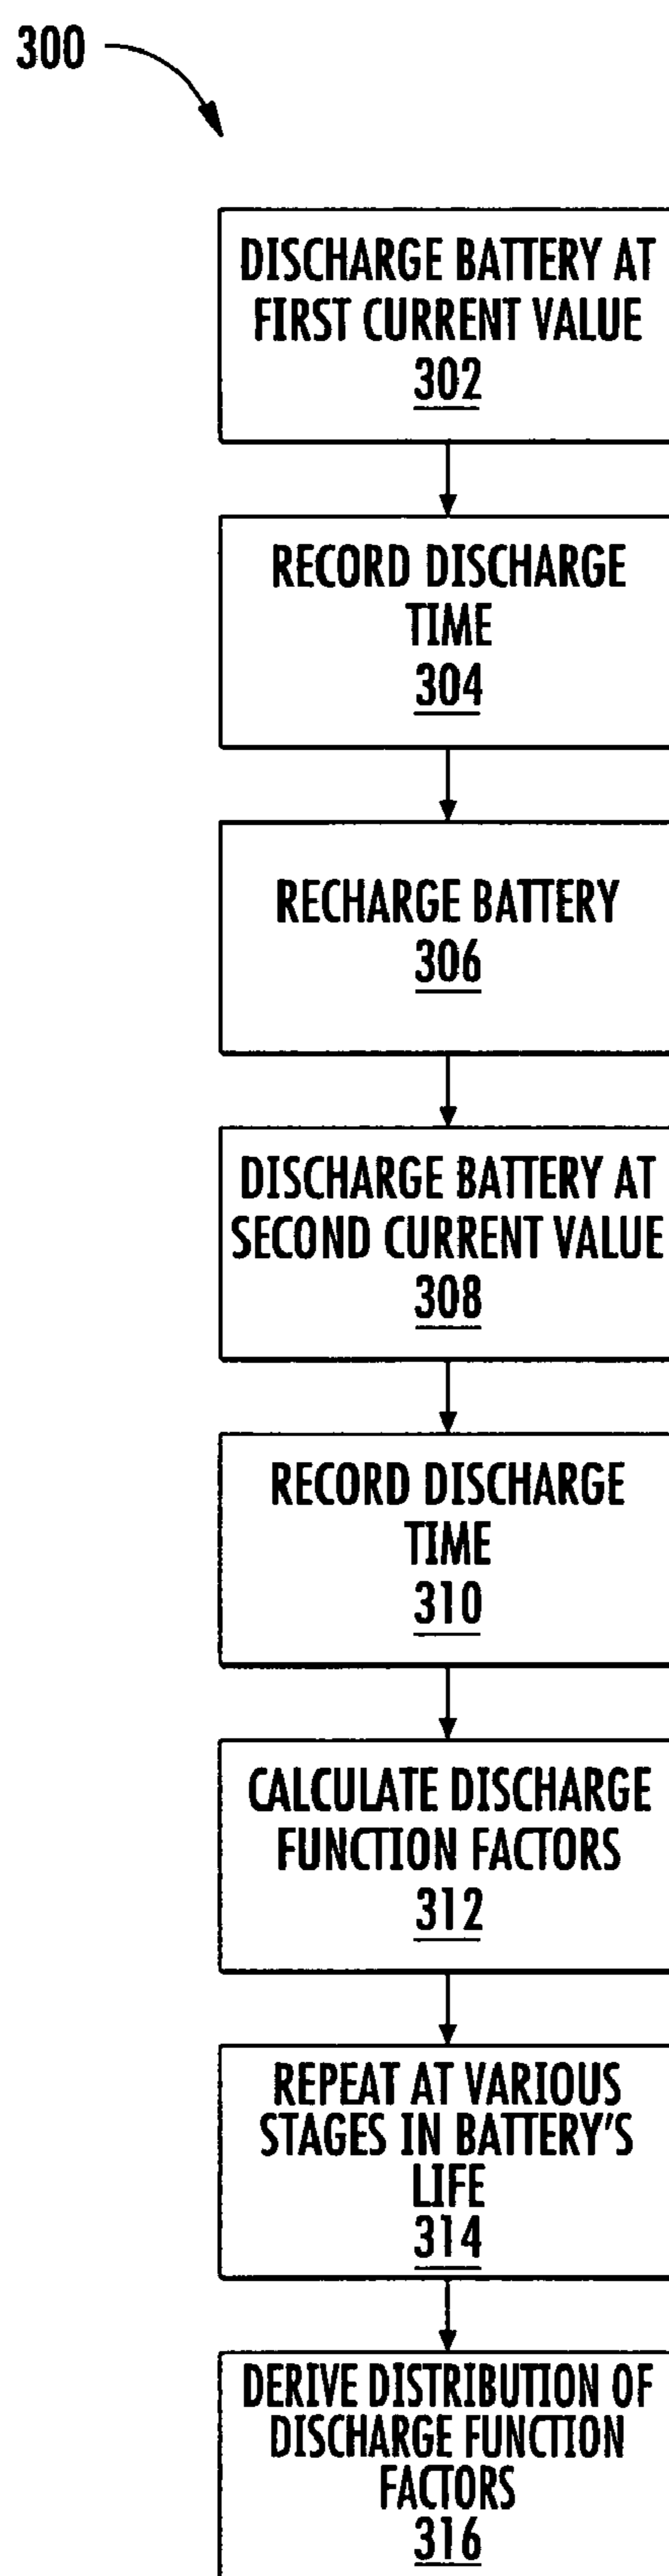 300
DISCHARGE BATTERY AT
FIRST CURRENT VALUE
302
RECORD DISCHARGE
TIME
304
RECHARGE BATTERY
306
DISCHARGE BATTERY AT
SECOND CURRENT VALUE
308
RECORD DISCHARGE
TIME
310
CALCULATE DISCHARGE
FUNCTION FACTORS
312
REPEAT AT VARIOUS
STAGES IN BATTERY'S
LIFE
314
DERIVE DISTRIBUTION OF
DISCHARGE FUNCTION
FACTORS
316